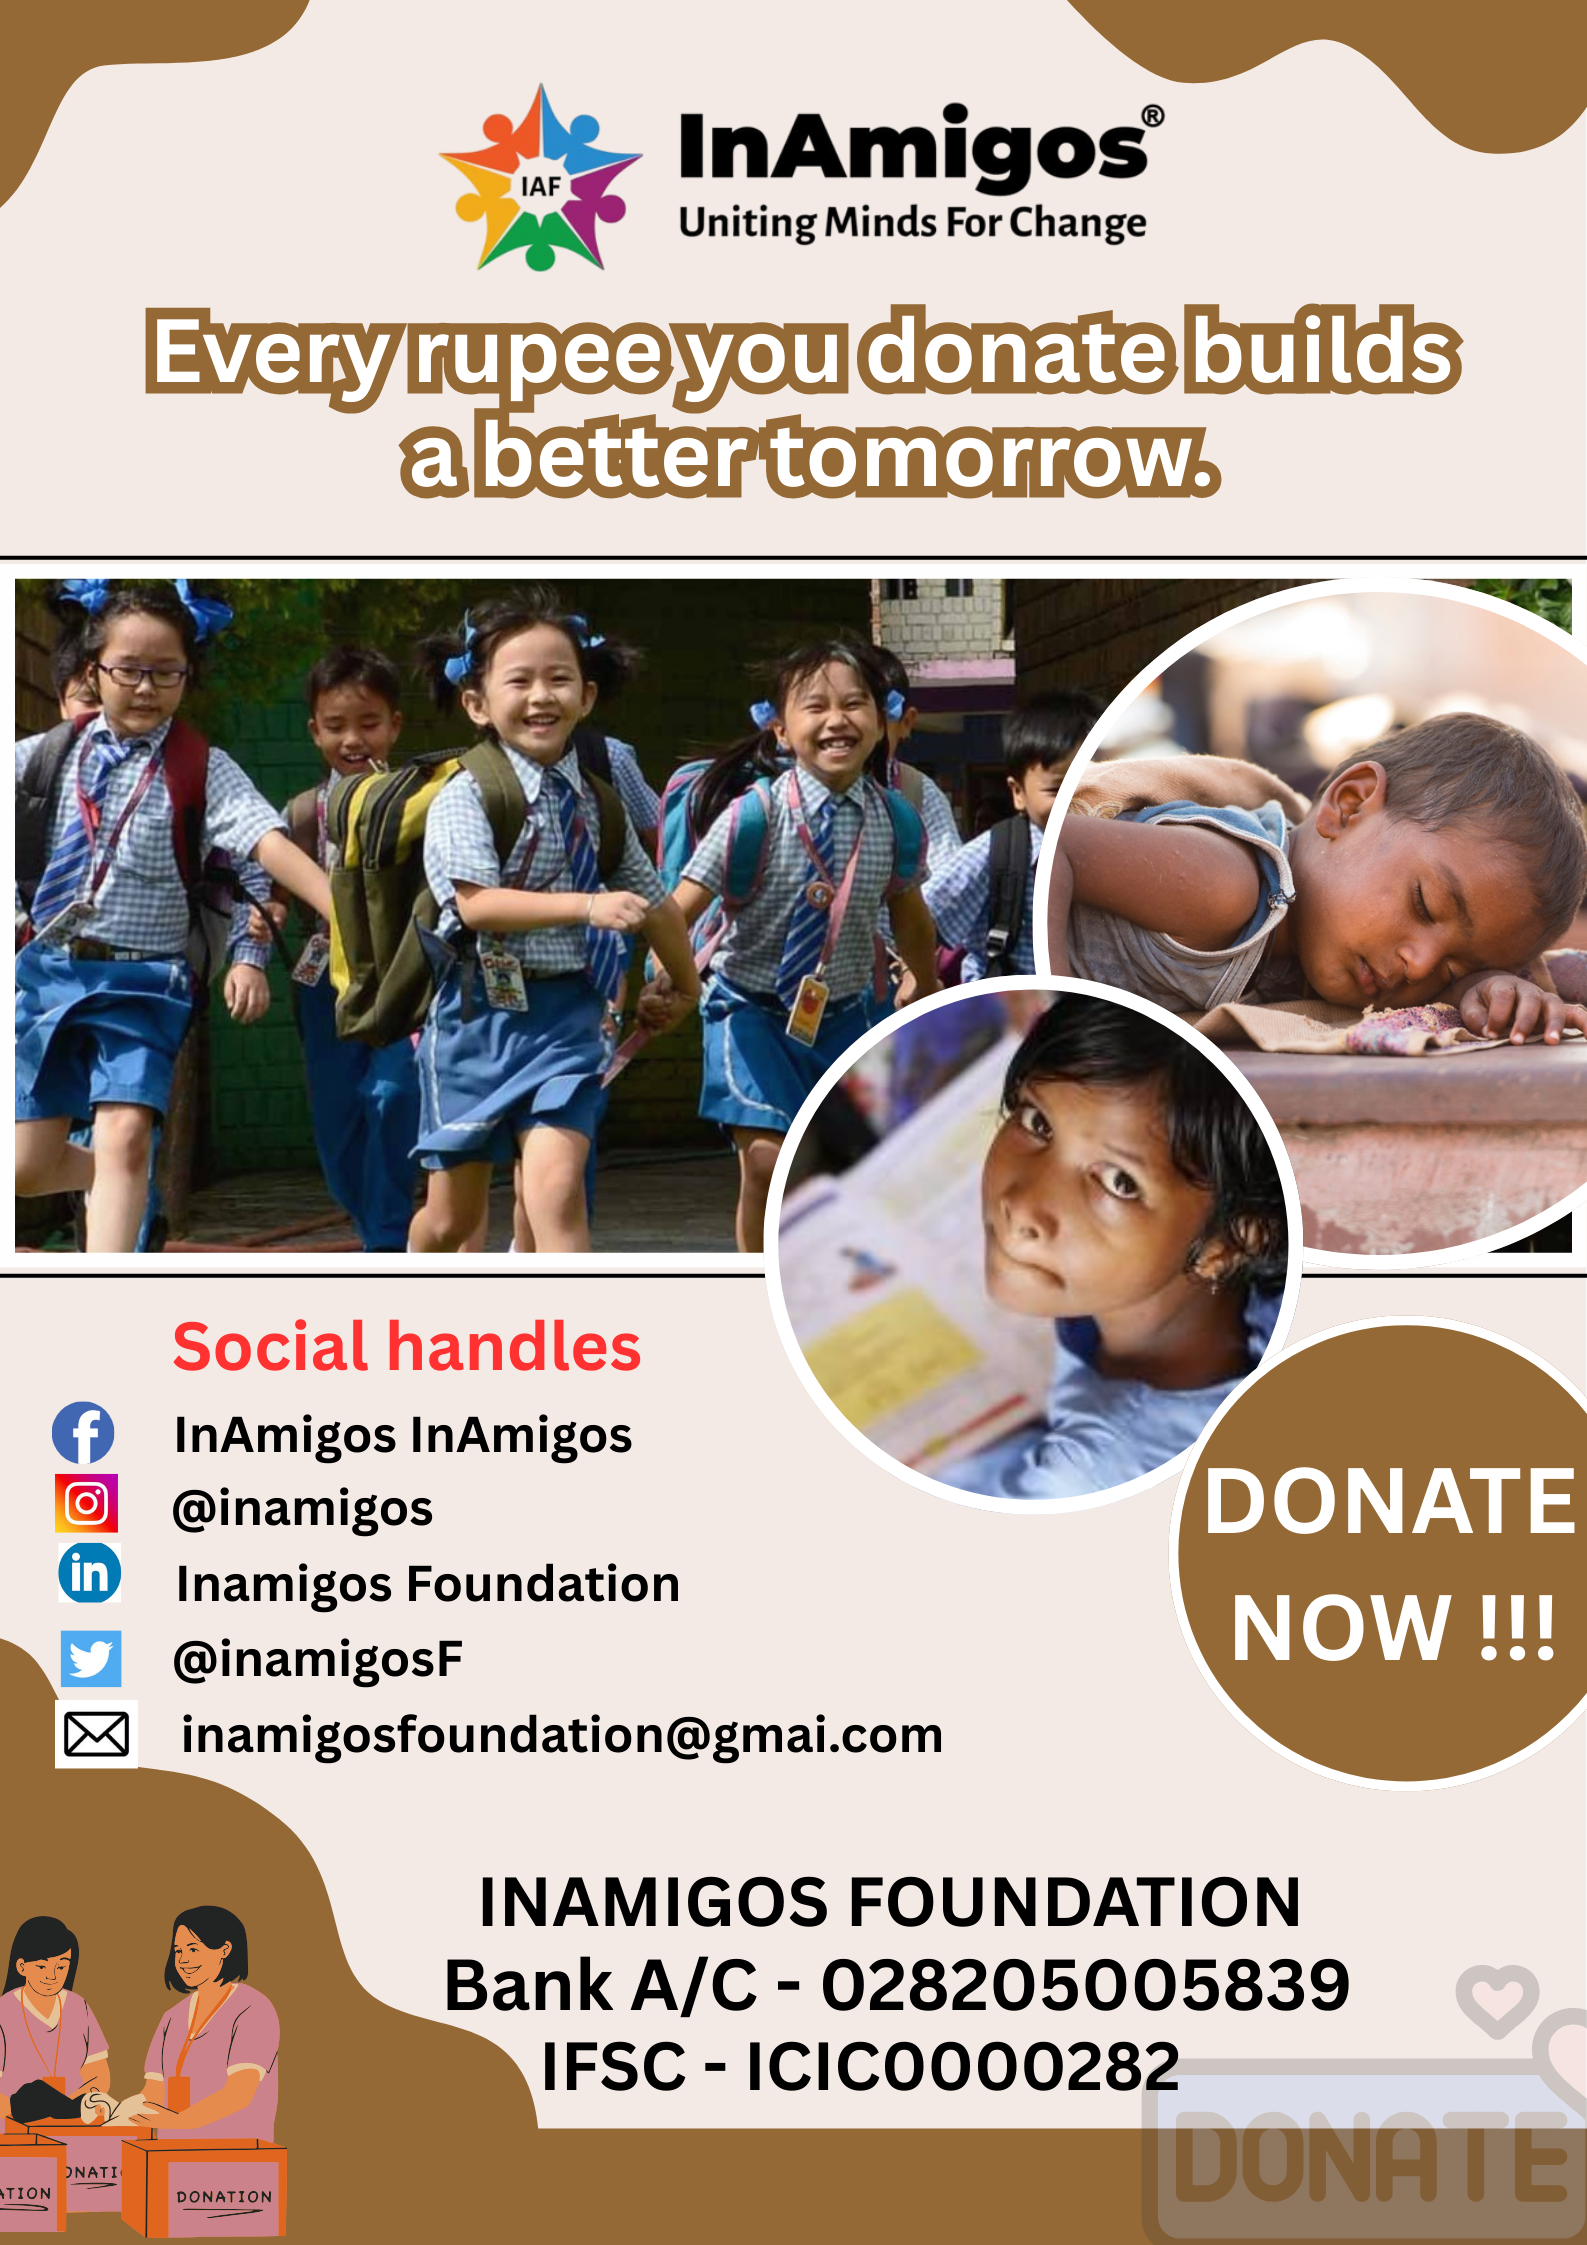 IAF
InAmigos®
Uniting Minds For Change
Every rupee you donate builds
a better tomorrow.
Social handles
InAmigos InAmigos
@inamigos
Inamigos Foundation
@inamigosF
inamigosfoundation@gmai.com
DONATE
NOW !!!
INAMIGOS FOUNDATION
Bank A/C - 028205005839
IFSC - ICIC0000282
DONATE
DONATION